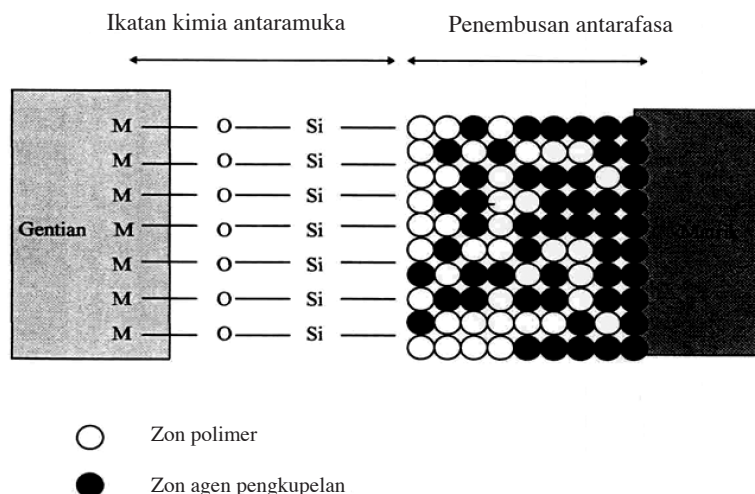 Ikatan kimia antaramuka Penembusan antarafasa
M O Si
M O Si
M O Si
Gentian M O Si
M O Si
M O Si
M O Si
Zon polimer
Zon agen pengkupelan